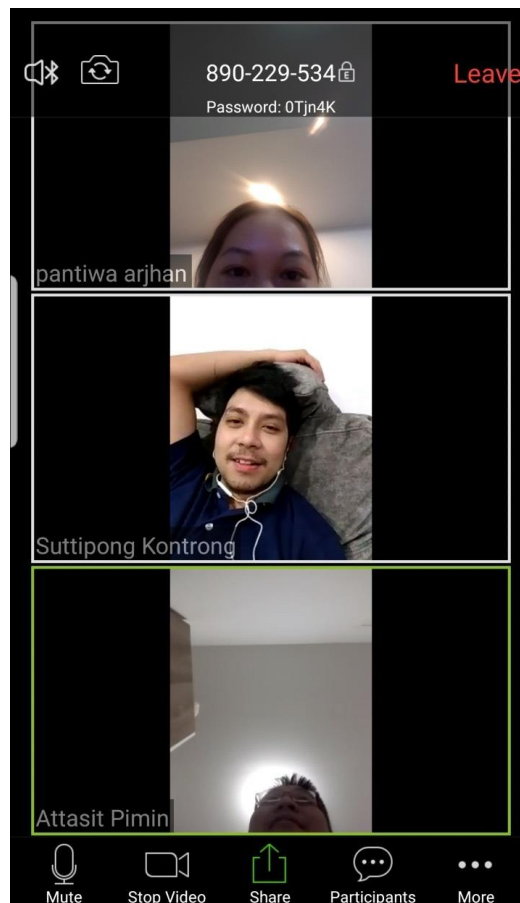 890-229-534
Leave
Password: 0Tjn4K
pantiwa arjhan
Suttipong Kontrong
Attasit Pimin
Mute
Stop Video
Share
Participants
More